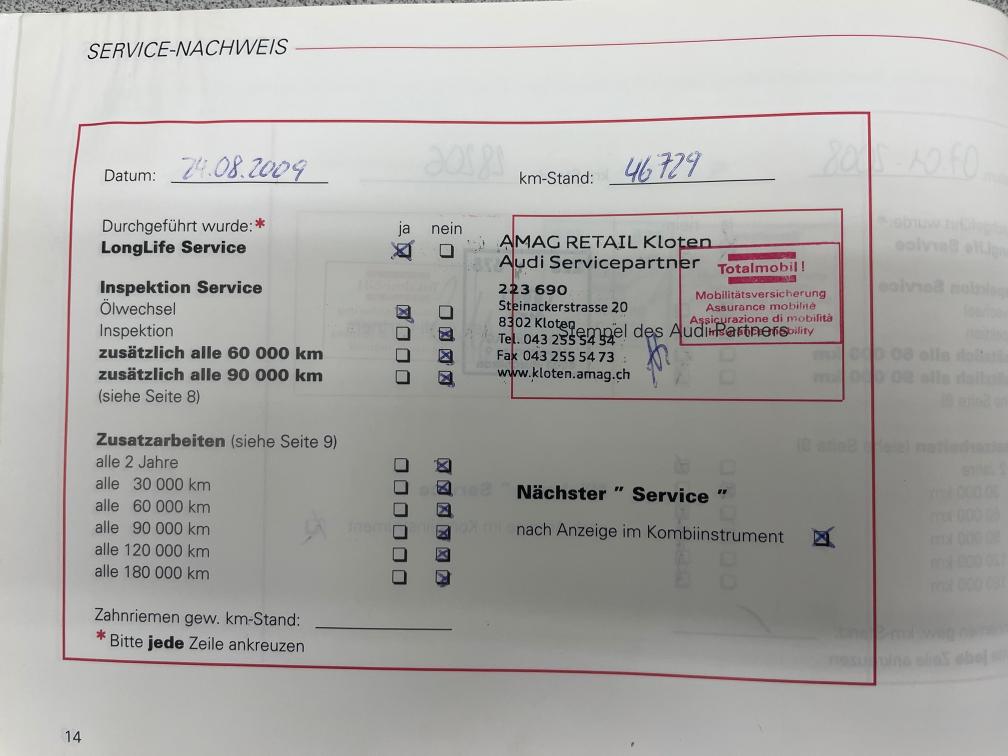 SERVICE-NACHWEIS
Datum: 24.08.2009
km-Stand: 46729
Durchgeführt wurde:* ja nein
LongLife Service
Inspektion Service
Ölwechsel
Inspektion
zusätzlich alle 60 000 km
zusätzlich alle 90 000 km
(siehe Seite 8)
AMAG RETAIL Kloten
Audi Servicepartner
223 690
Steinackerstrasse 20
8302 Kloten
Tel. 043 255 54 54
Fax 043 255 54 73
www.kloten.amag.ch
Stempel des Audi-Partners
Totalmobil!
Mobilitätsversicherung
Assurance mobilité
Assicurazione di mobilità
Insurance mobility
Zusatzarbeiten (siehe Seite 9)
alle 2 Jahre
alle 30 000 km
alle 60 000 km
alle 90 000 km
alle 120 000 km
alle 180 000 km
Nächster " Service "
nach Anzeige im Kombiinstrument
Zahnriemen gew. km-Stand:
* Bitte jede Zeile ankreuzen
14